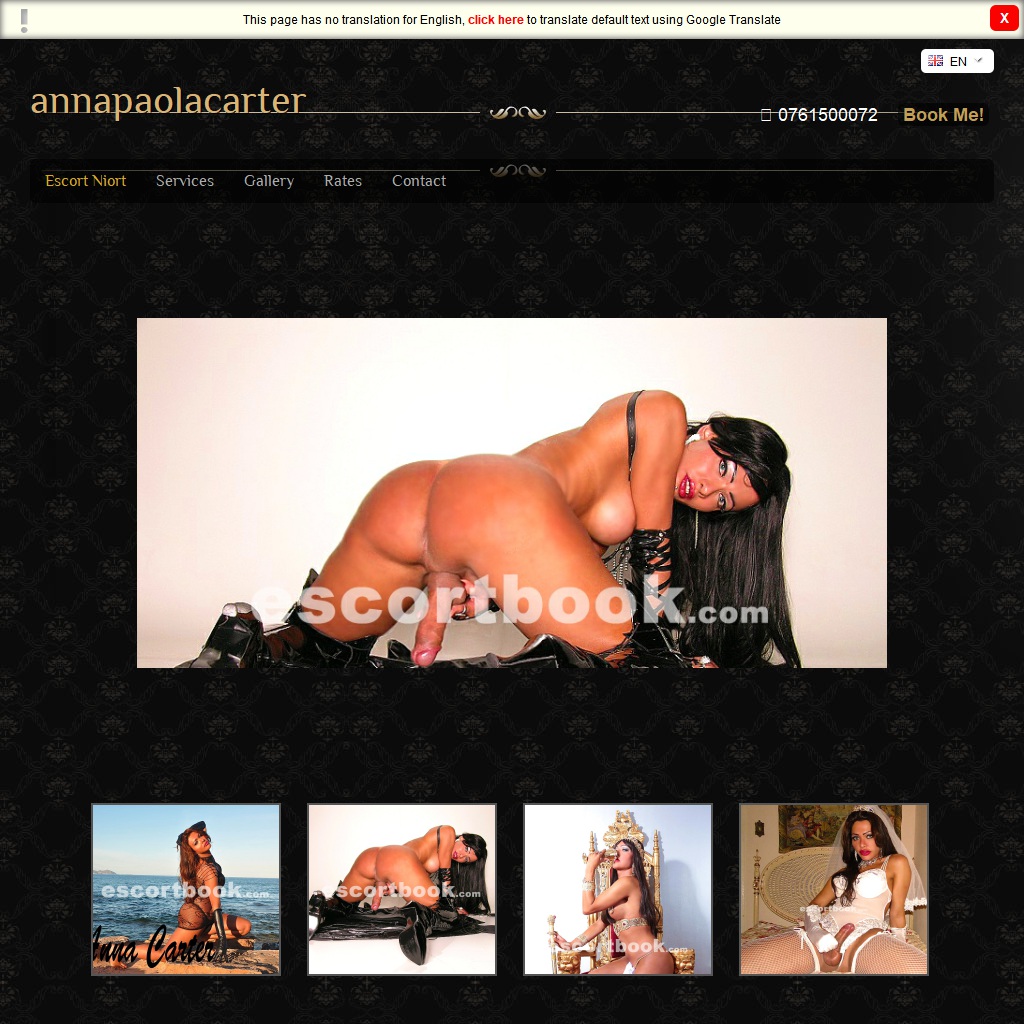 This page has no translation for English, click here to translate default text using Google Translate
X
EN
annapaolacarter
0761500072
Book Me!
Escort Niort
Services
Gallery
Rates
Contact
escortbook.com
escortbook.com
Anna Carter
escortbook.com
escortbook.com
escortbook